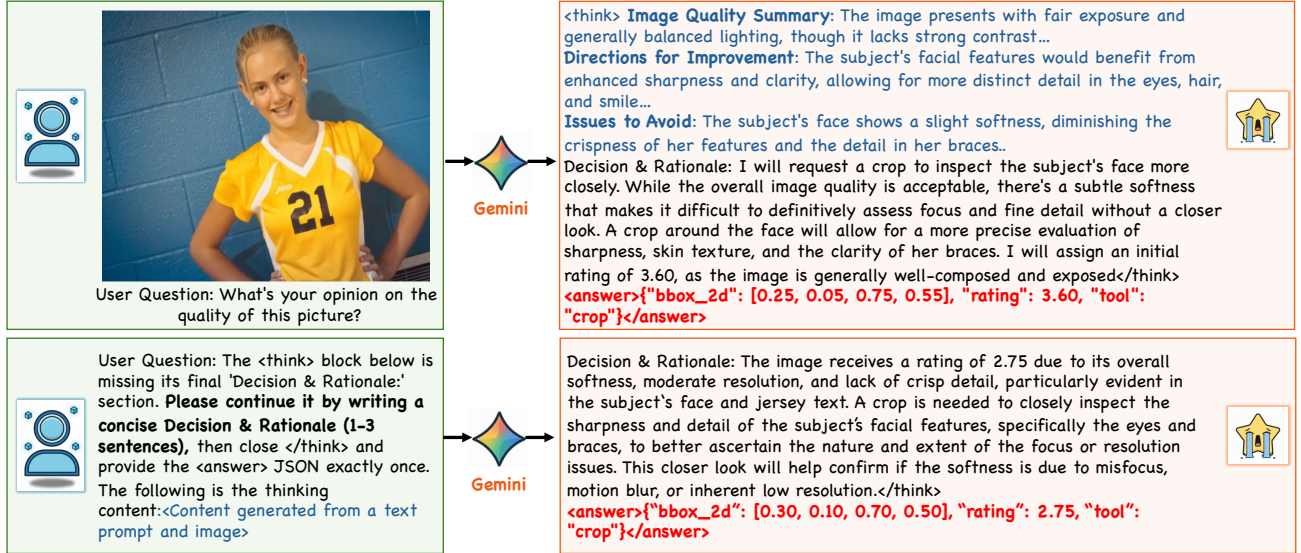 <think> Image Quality Summary: The image presents with fair exposure and
generally balanced lighting, though it lacks strong contrast...
Directions for Improvement: The subject's facial features would benefit from
enhanced sharpness and clarity, allowing for more distinct detail in the eyes, hair,
and smile...
Issues to Avoid: The subject's face shows a slight softness, diminishing the
crispness of her features and the detail in her braces..
Decision & Rationale: I will request a crop to inspect the subject's face more
closely. While the overall image quality is acceptable, there's a subtle softness
that makes it difficult to definitively assess focus and fine detail without a closer
look. A crop around the face will allow for a more precise evaluation of
sharpness, skin texture, and the clarity of her braces. I will assign an initial
rating of 3.60, as the image is generally well-composed and exposed</think>
<answer>{"bbox_2d": [0.25, 0.05, 0.75, 0.55], "rating": 3.60, "tool":
"crop"}</answer>
21
Gemini
User Question: What's your opinion on the
quality of this picture?
User Question: The <think> block below is
missing its final 'Decision & Rationale:'
section. Please continue it by writing a
concise Decision & Rationale (1-3
sentences), then close </think> and
provide the <answer> JSON exactly once.
The following is the thinking
content:<Content generated from a text
prompt and image>
Gemini
Decision & Rationale: The image receives a rating of 2.75 due to its overall
softness, moderate resolution, and lack of crisp detail, particularly evident in
the subject's face and jersey text. A crop is needed to closely inspect the
sharpness and detail of the subject's facial features, specifically the eyes and
braces, to better ascertain the nature and extent of the focus or resolution
issues. This closer look will help confirm if the softness is due to misfocus,
motion blur, or inherent low resolution.</think>
<answer>{“bbox_2d”: [0.30, 0.10, 0.70, 0.50], “rating”: 2.75, “tool”:
"crop"}</answer>